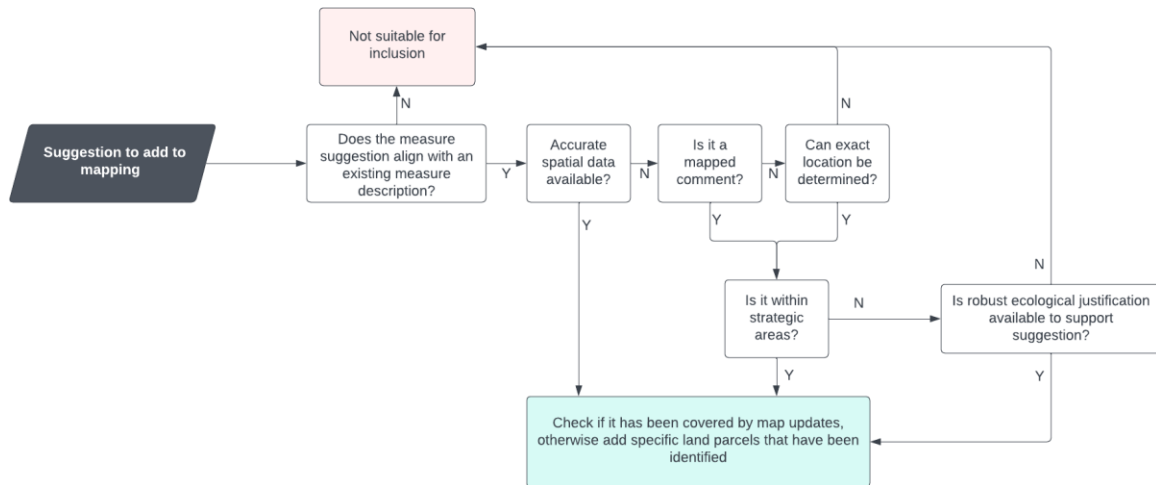 Not suitable for
inclusion
N
N
Suggestion to add to
mapping
Does the measure
suggestion align with an
existing measure
description?
Y
Accurate
spatial data
available?
N
Is it a
mapped
comment?
N
Can exact
location be
determined?
Y
Y
Y
N
Is it within
strategic
areas?
N
Is robust ecological justification
available to support
suggestion?
Y
Y
Check if it has been covered by map updates,
otherwise add specific land parcels that have been
identified